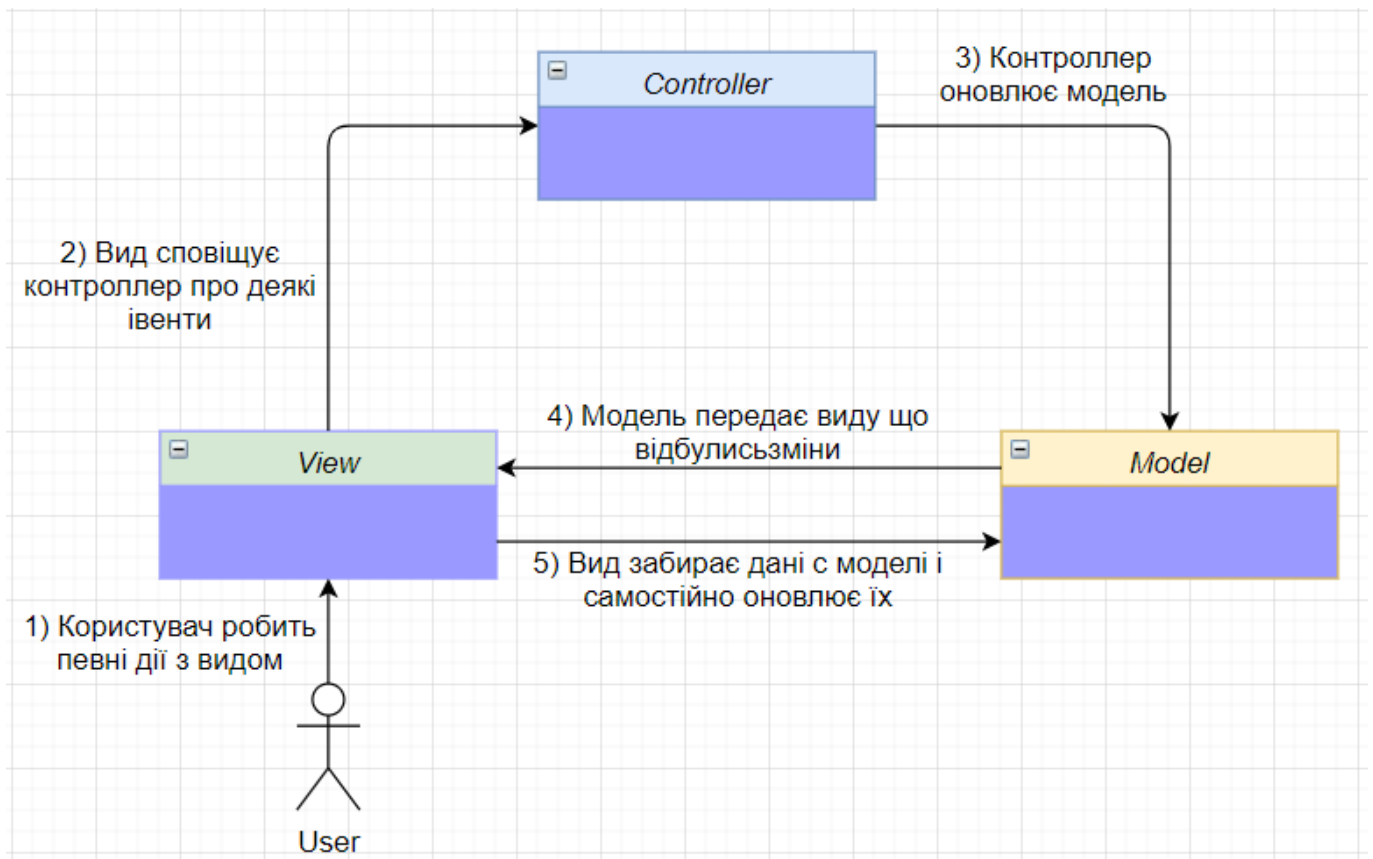 Controller
3) Контроллер
оновлює модель
2) Вид сповіщує
контроллер про деякі
івенти
4) Модель передає виду що
відбулисьзміни
View
Model
5) Вид забирає дані с моделі і
самостійно оновлює їх
1) Користувач робить
певні дії з видом
User